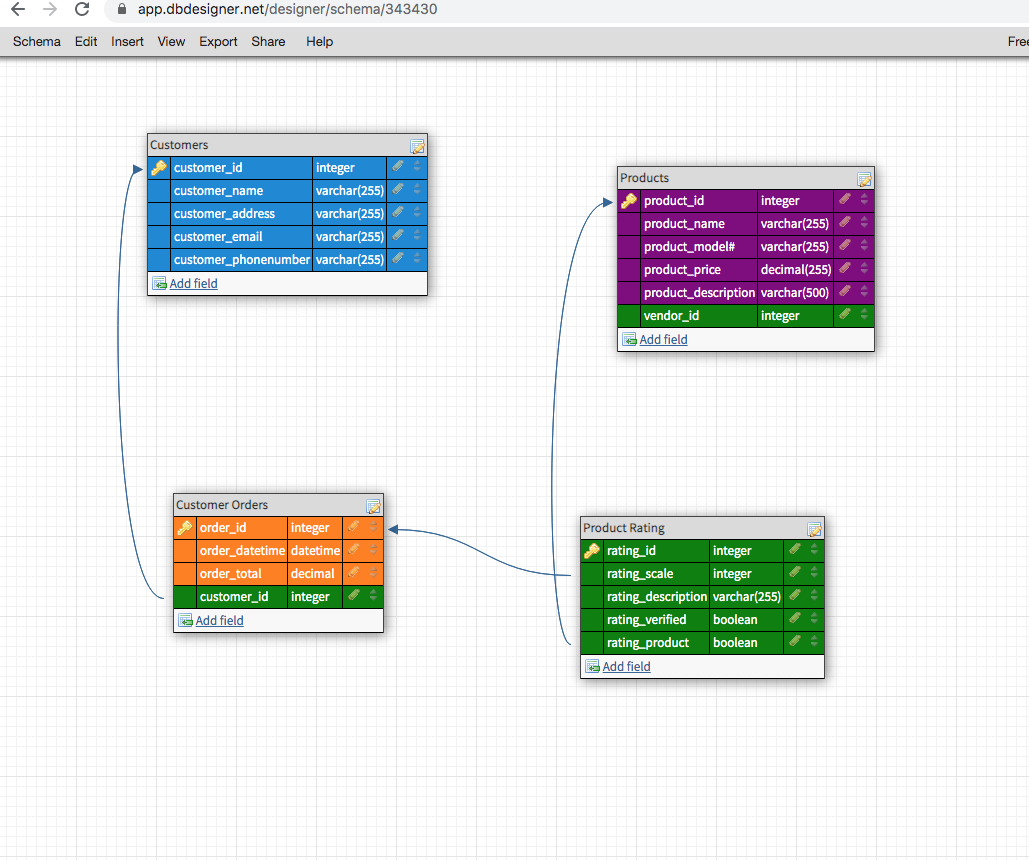 app.dbdesigner.net/designer/schema/343430
Schema Edit Insert View Export Share Help Free
Customers
customer_id integer
customer_name varchar(255)
customer_address varchar(255)
customer_email varchar(255)
customer_phonenumber varchar(255)
Add field
Products
product_id integer
product_name varchar(255)
product_model# varchar(255)
product_price decimal(255)
product_description varchar(500)
vendor_id integer
Add field
Customer Orders
order_id integer
order_datetime datetime
order_total decimal
customer_id integer
Add field
Product Rating
rating_id integer
rating_scale integer
rating_description varchar(255)
rating_verified boolean
rating_product boolean
Add field